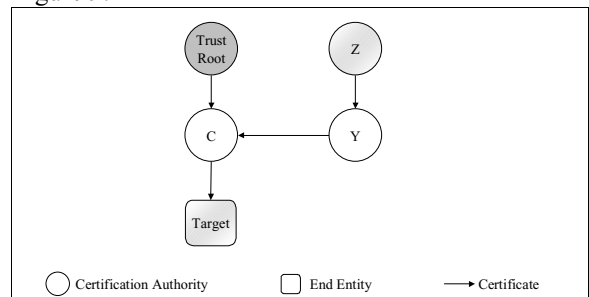 Trust
Root
Z
C
Y
Target
Certification Authority
End Entity
Certificate